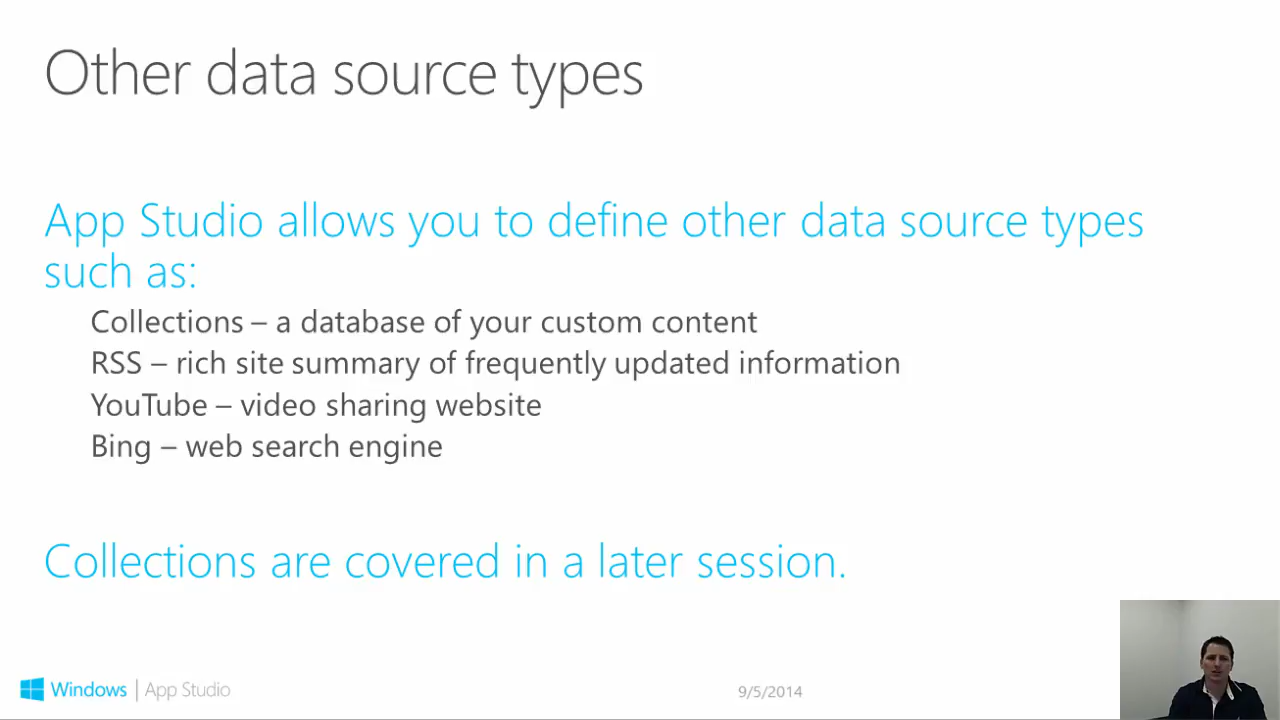 Other data source types
App Studio allows you to define other data source types
such as:
Collections – a database of your custom content
RSS – rich site summary of frequently updated information
YouTube – video sharing website
Bing – web search engine
Collections are covered in a later session.
Windows | App Studio
9/5/2014